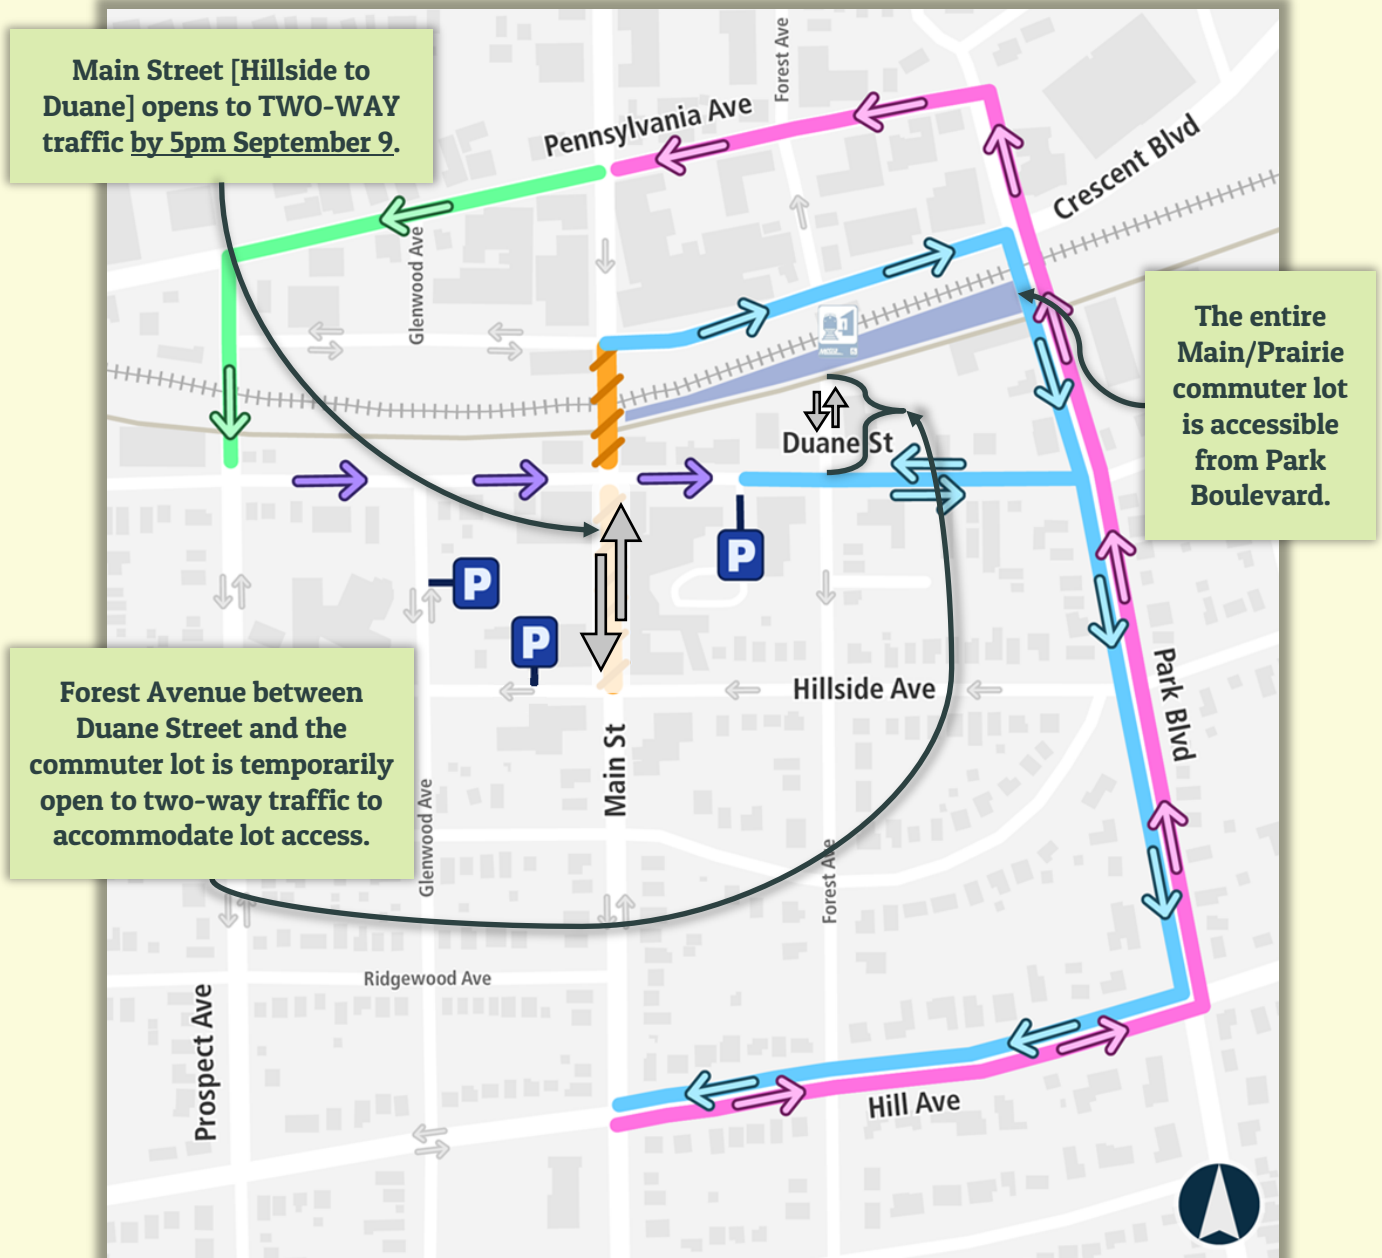 Main Street [Hillside to
Duane] opens to TWO-WAY
traffic by 5pm September 9.
Forest Ave
Pennsylvania Ave
Crescent Blvd
Glenwood Ave
The entire
Main/Prairie
commuter lot
is accessible
from Park
Boulevard.
Duane St
P
P
P
Forest Avenue between
Duane Street and the
commuter lot is temporarily
open to two-way traffic to
accommodate lot access.
Hillside Ave
Park Blvd
Main St
Glenwood Ave
Forest Ave
Ridgewood Ave
Prospect Ave
Hill Ave